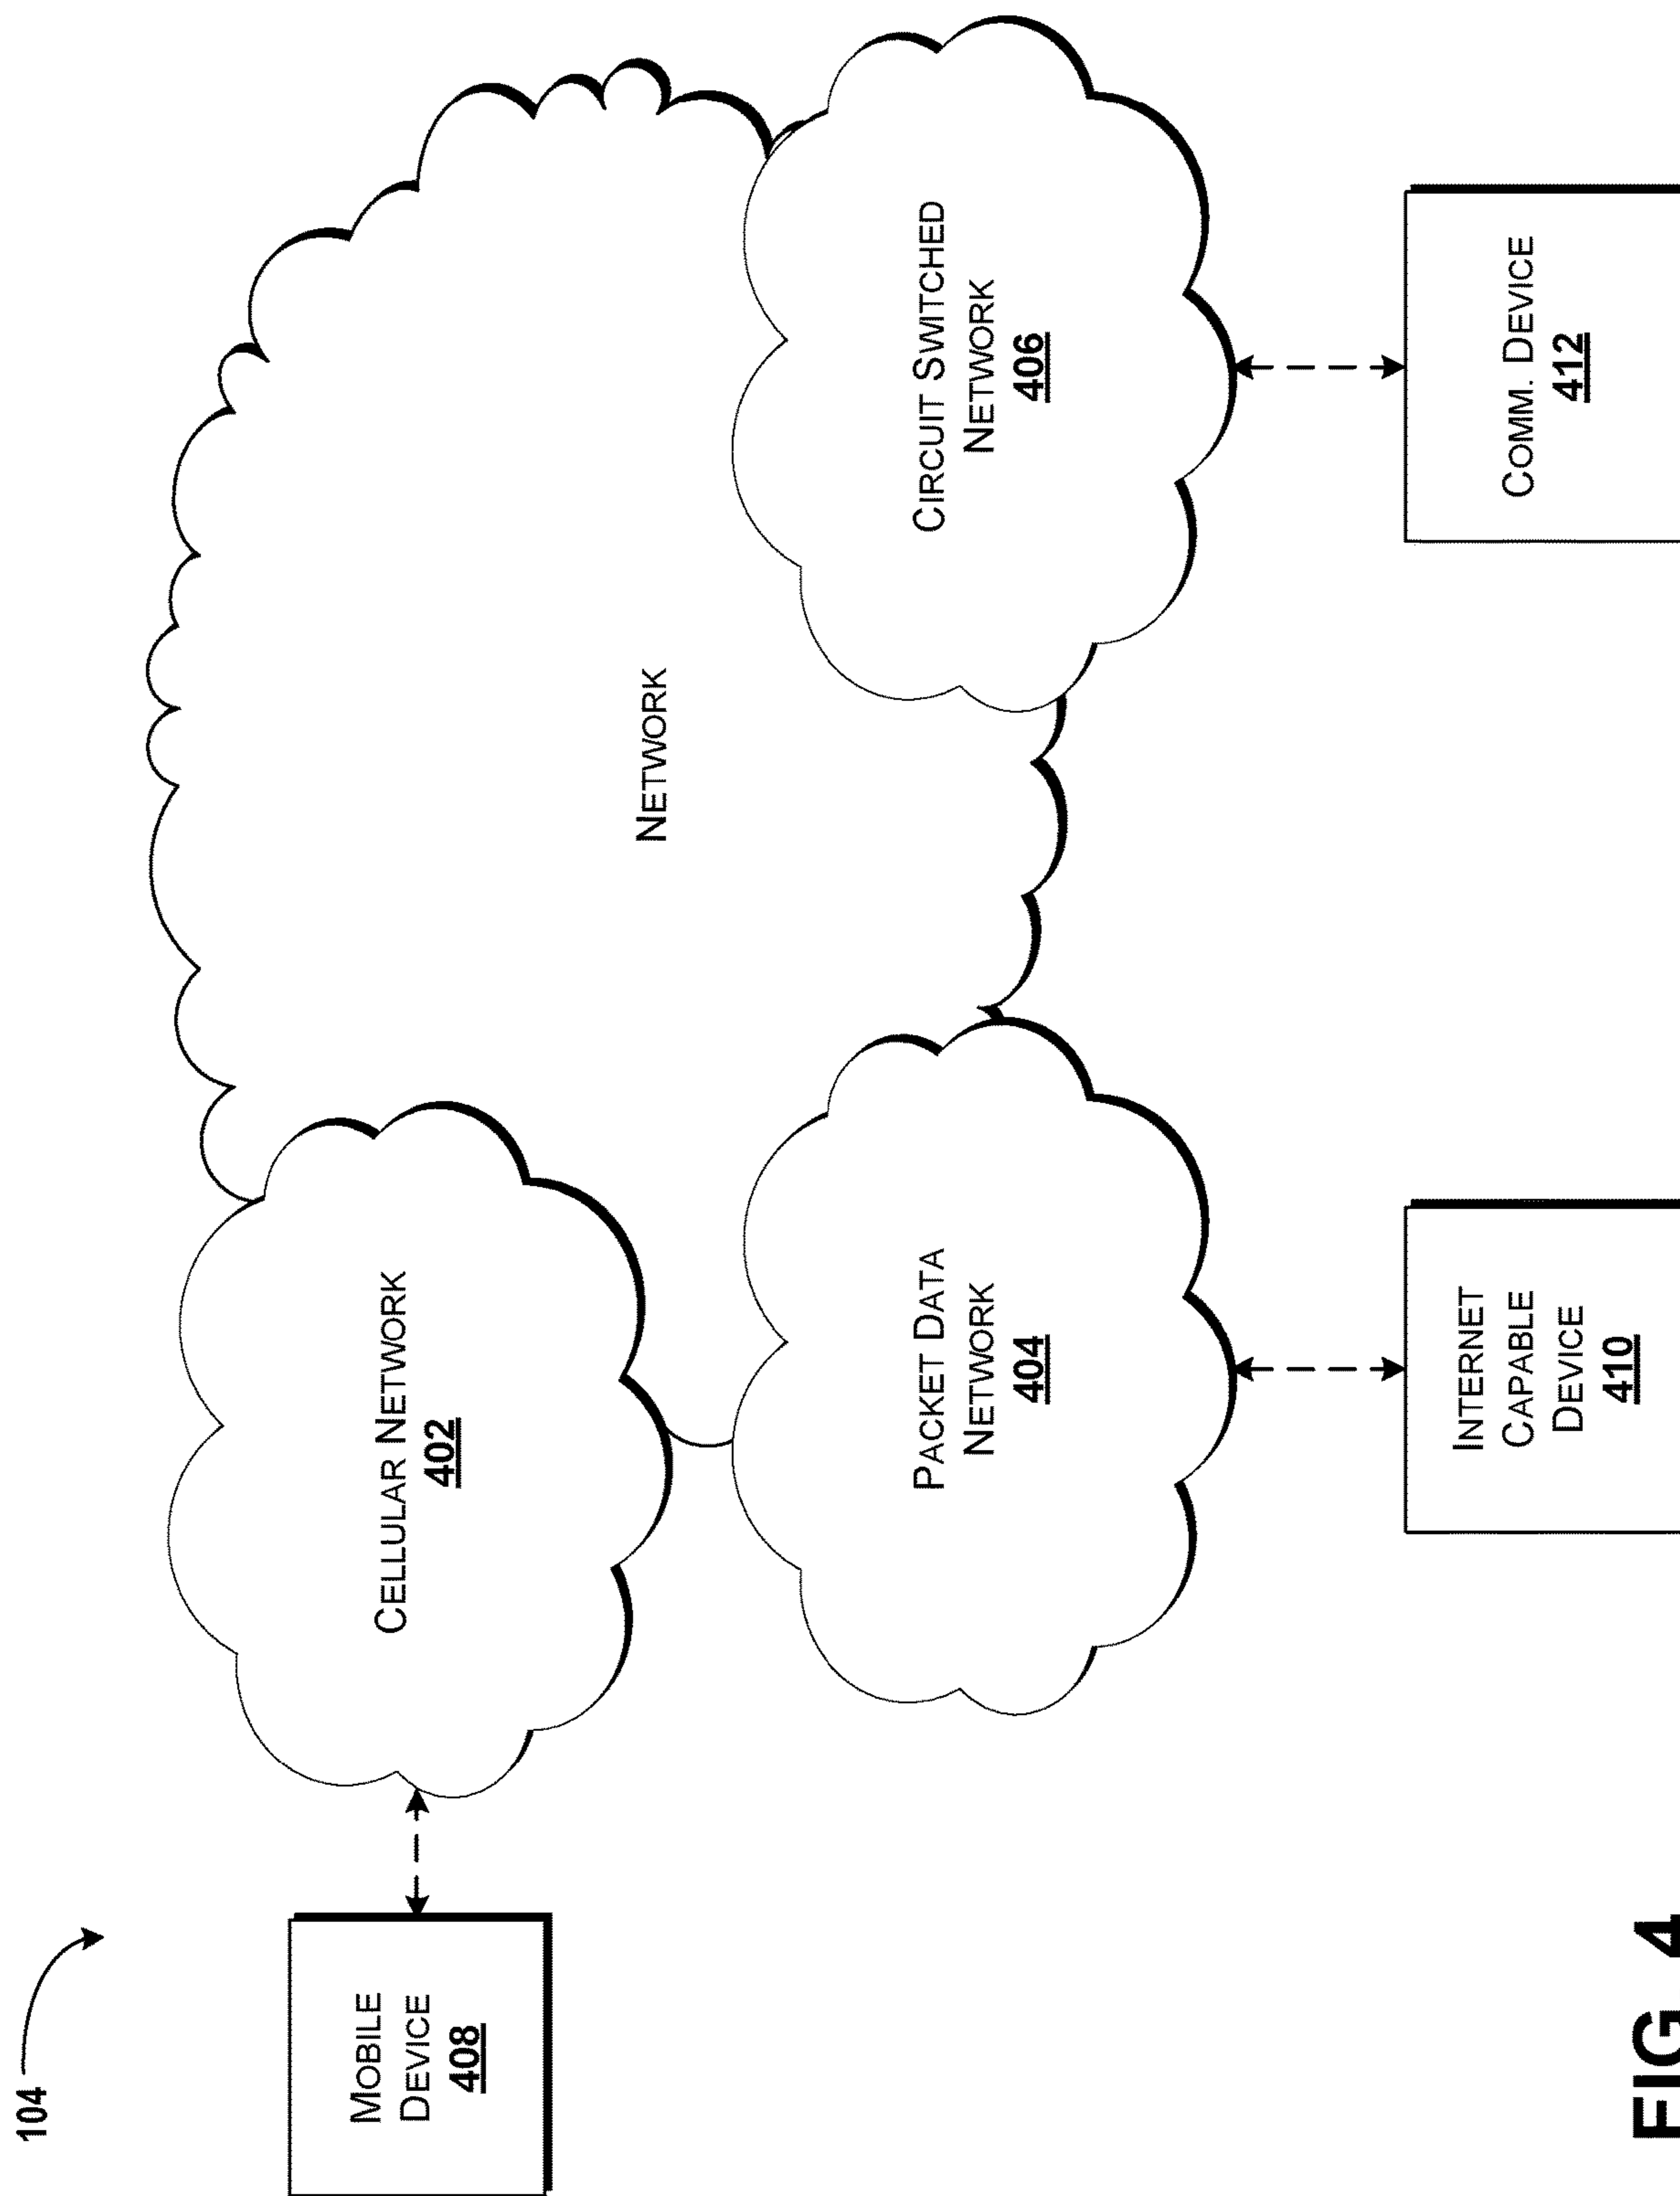 104
MOBILE
DEVICE
408
CELLULAR NETWORK
402
NETWORK
PACKET DATA
NETWORK
404
CIRCUIT SWITCHED
NETWORK
406
INTERNET
CAPABLE
DEVICE
410
COMM. DEVICE
412
FIG. 4